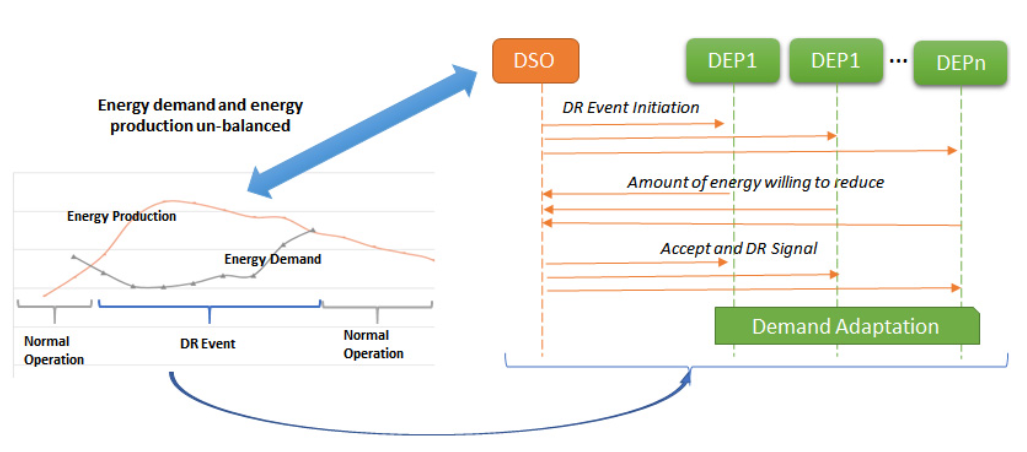 DSO
DEP1
DEP1
...
DEPn
Energy demand and energy
production un-balanced
DR Event Initiation
Amount of energy willing to reduce
Energy Production
Energy Demand
Accept and DR Signal
Demand Adaptation
Normal
Operation
DR Event
Normal
Operation